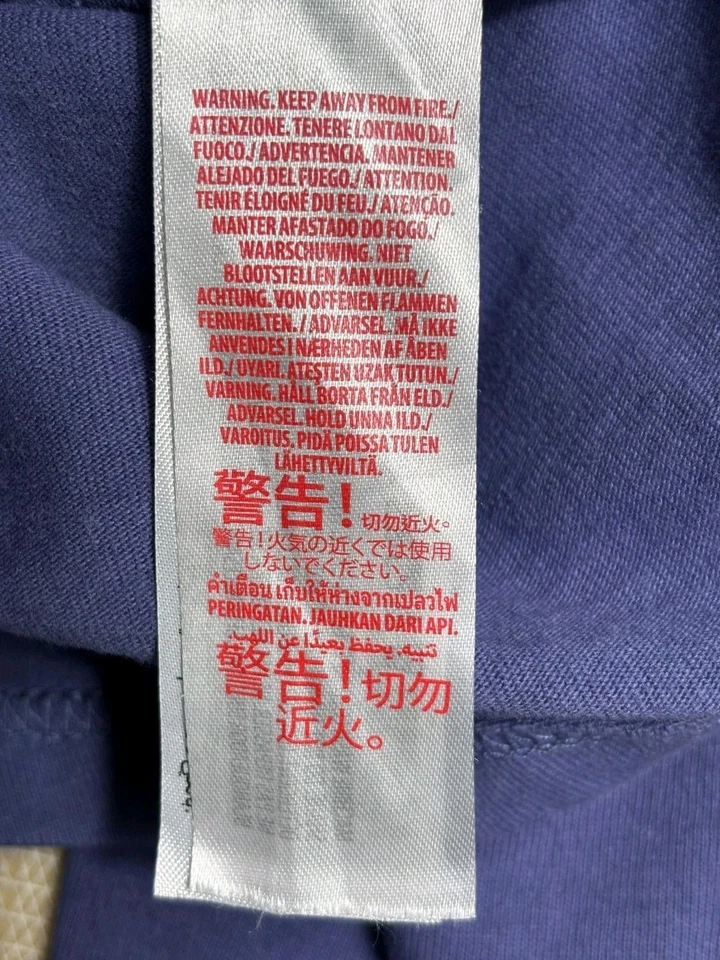 WARNING. KEEP AWAY FROM FIRE./
ATTENZIONE. TENERE LONTANO DAL
FUOCO./ ADVERTENCIA. MANTENER
ALEJADO DEL FUEGO./ ATTENTION.
TENIR ÉLOIGNÉ DU FEU./ ATENÇÃO.
MANTER AFASTADO DO FOGO./
WAARSCHUWING. NIET
BLOOTSTELLEN AAN VUUR./
ACHTUNG. VON OFFENEN FLAMMEN
FERNHALTEN. / ADVARSEL. MÅ IKKE
ANVENDES I NÆRHEDEN AF ÅBEN
ILD./ UYARI. ATEŞTEN UZAK TUTUN./
VARNING. HÅLL BORTA FRÅN ELD./
ADVARSEL. HOLD UNNA ILD./
VAROITUS. PIDÄ POISSA TULEN
LÄHETTYVILTÄ.
警告！切勿近火。
警告！火気の近くでは使用
しないでください。
คำเตือน เก็บให้ห่างจากเปลวไฟ
PERINGATAN. JAUHKAN DARI API.
تنبيه. يحفظ بعيدًا عن اللهب
警告！切勿
近火。